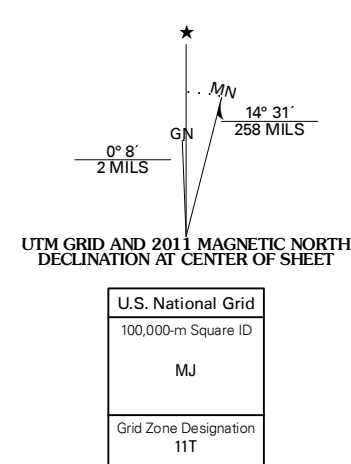 MN
14° 31´
258 MILS
GN
0° 8´
2 MILS
UTM GRID AND 2011 MAGNETIC NORTH
DECLINATION AT CENTER OF SHEET
U.S. National Grid
100,000-m Square ID
MJ
Grid Zone Designation
11T